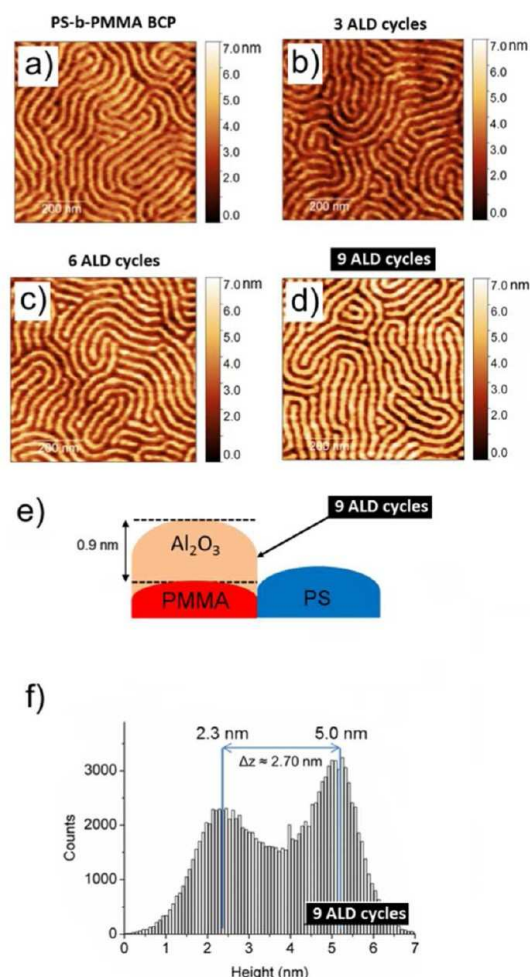 PS-b-PMMA BCP
3 ALD cycles
a)
7.0 nm
6.0
5.0
4.0
3.0
2.0
0.0
200 nm
b)
7.0 nm
6.0
5.0
4.0
3.0
2.0
0.0
200 nm
6 ALD cycles
9 ALD cycles
c)
7.0 nm
6.0
5.0
4.0
3.0
2.0
0.0
200 nm
d)
7.0 nm
6.0
5.0
4.0
3.0
2.0
0.0
200 nm
e)
9 ALD cycles
0.9 nm
Al₂O₃
PMMA
PS
f)
2.3 nm
5.0 nm
Δz ≈ 2.70 nm
3000
2000
1000
0
Counts
9 ALD cycles
0 1 2 3 4 5 6 7
Height (nm)